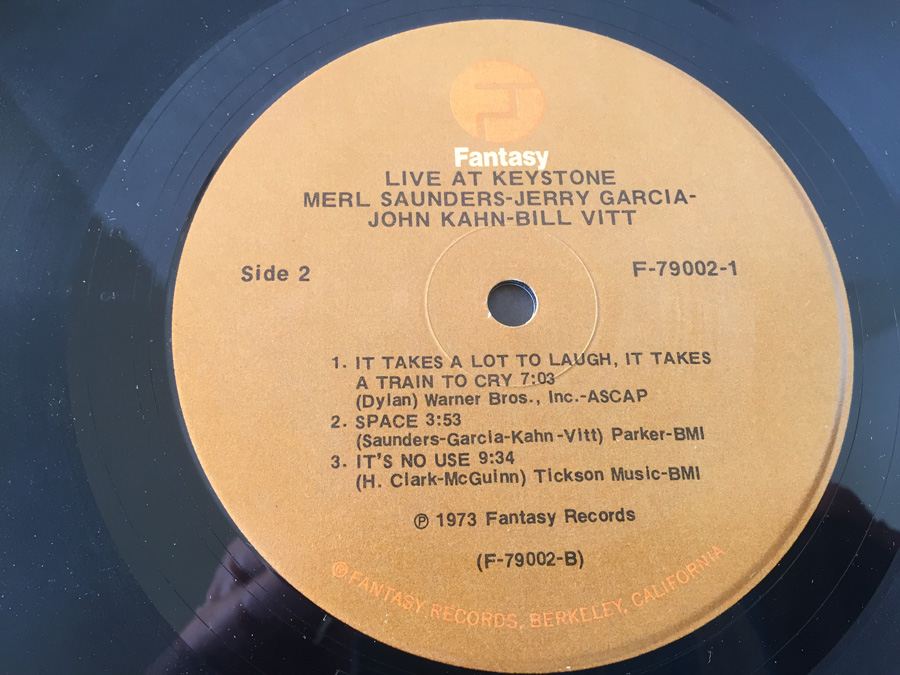 Fantasy
LIVE AT KEYSTONE
MERL SAUNDERS-JERRY GARCIA-
JOHN KAHN-BILL VITT
Side 2
F-79002-1
1. IT TAKES A LOT TO LAUGH, IT TAKES
A TRAIN TO CRY 7:03
(Dylan) Warner Bros., Inc.-ASCAP
2. SPACE 3:53
(Saunders-Garcia-Kahn-Vitt) Parker-BMI
3. IT'S NO USE 9:34
(H. Clark-McGuinn) Tickson Music-BMI
℗ 1973 Fantasy Records
(F-79002-B)
©FANTASY RECORDS, BERKELEY, CALIFORNIA